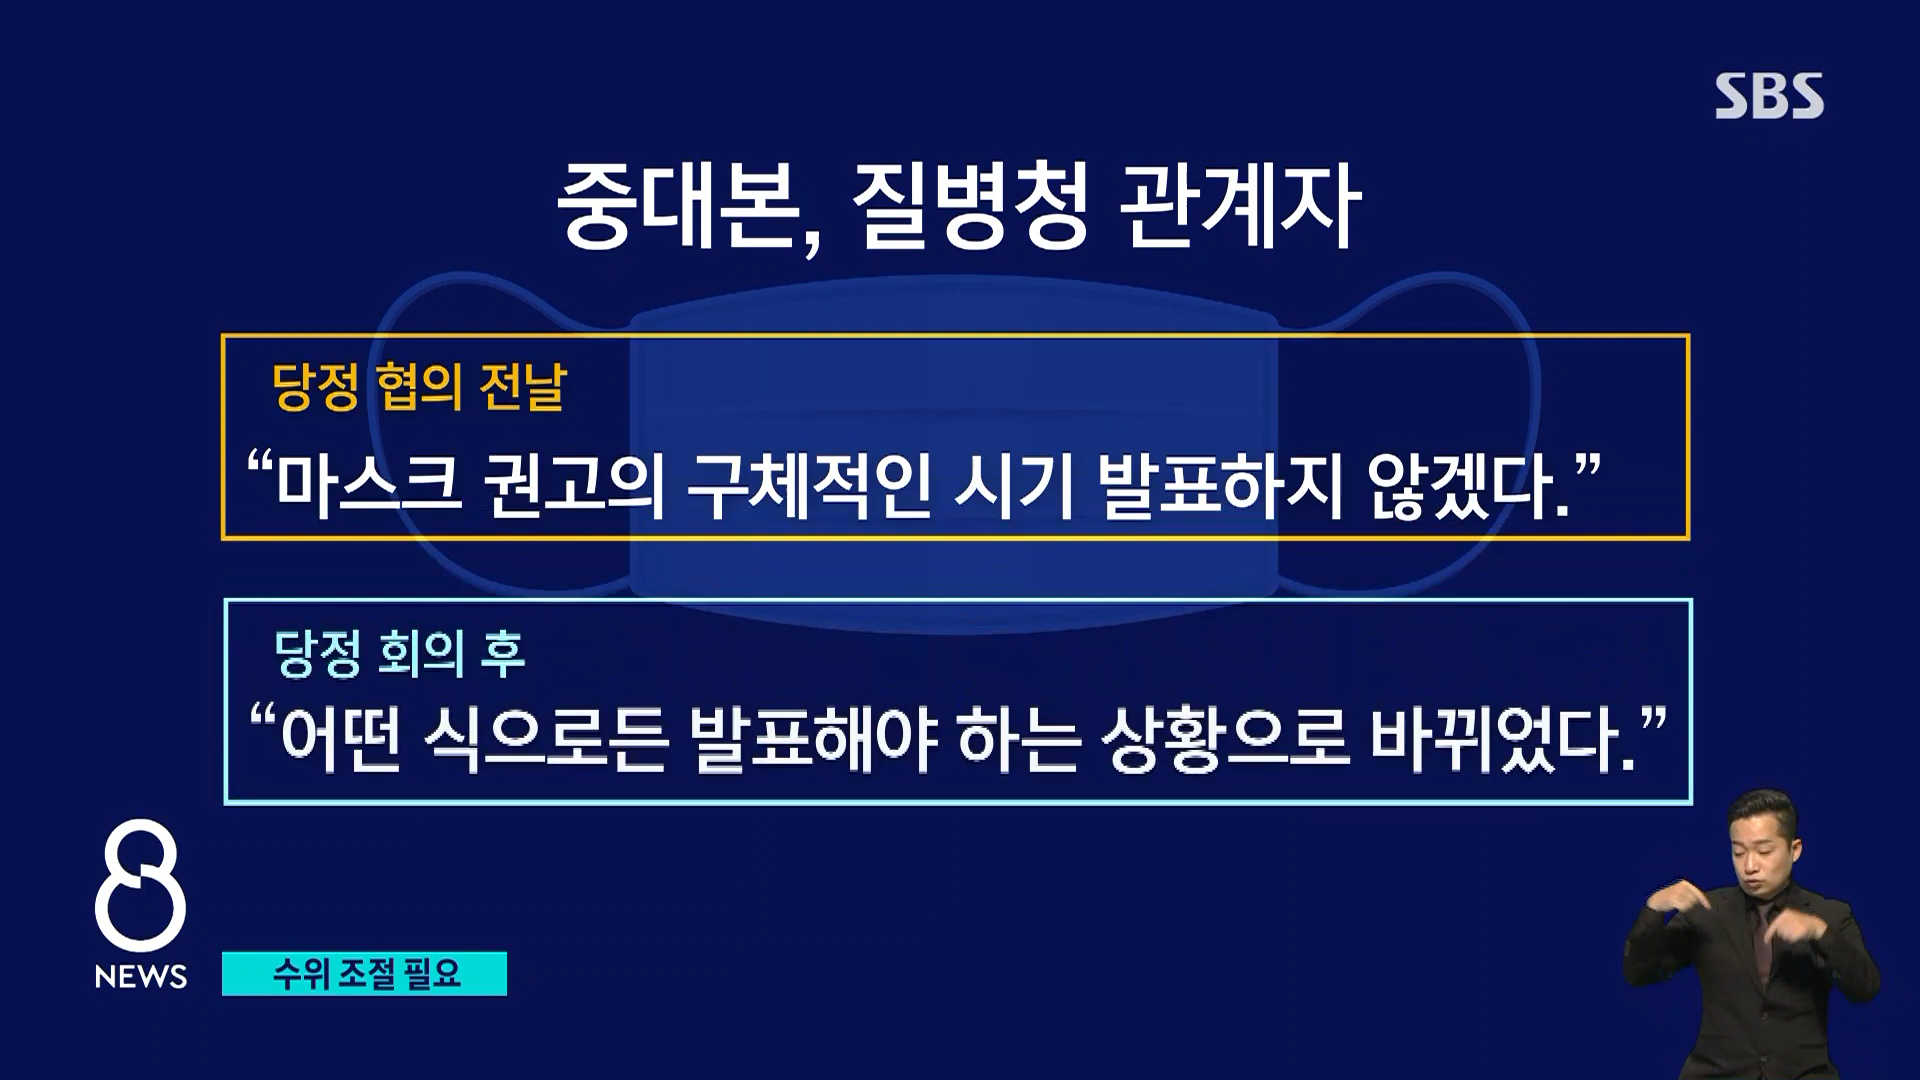 SBS
중대본, 질병청 관계자
당정 협의 전날
“마스크 권고의 구체적인 시기 발표하지 않겠다.”
당정 회의 후
“어떤 식으로든 발표해야 하는 상황으로 바뀌었다.”
8
NEWS
수위 조절 필요